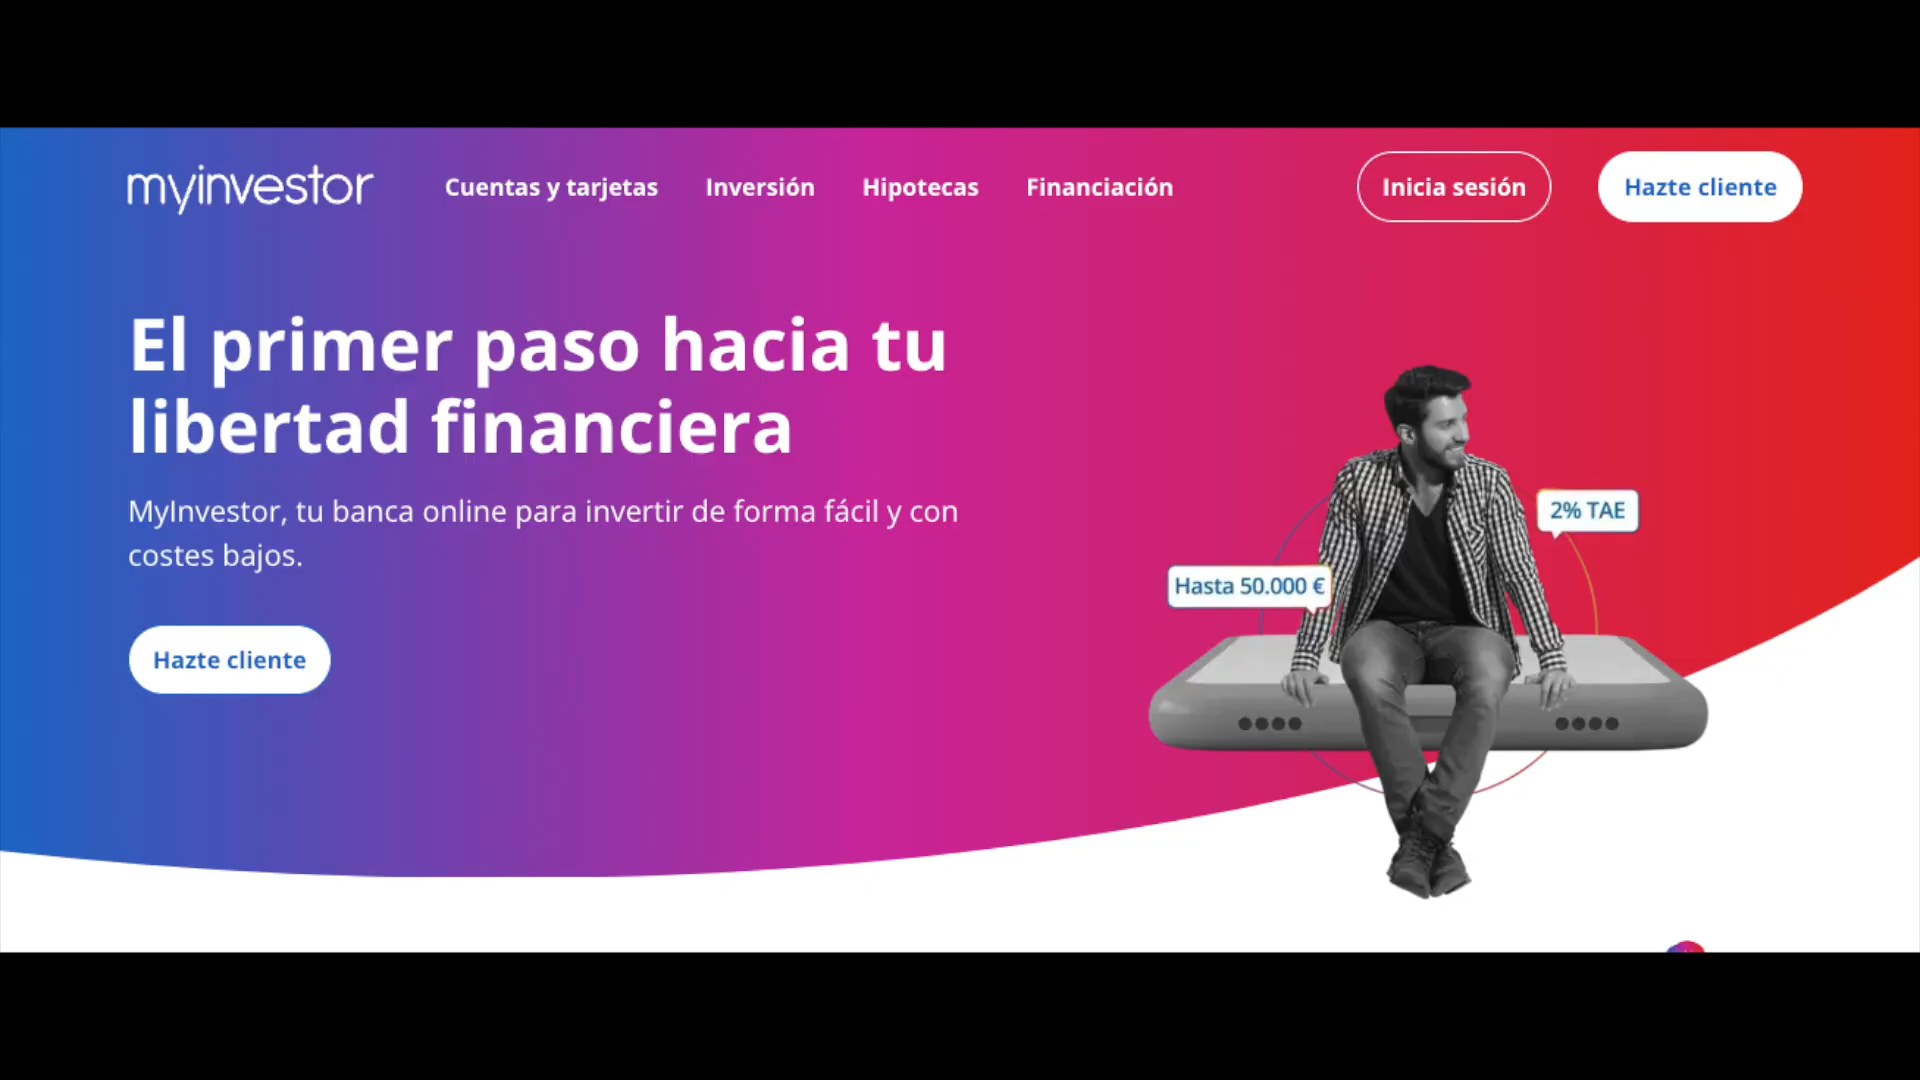 myinvestor
Cuentas y tarjetas
Inversión
Hipotecas
Financiación
Inicia sesión
Hazte cliente
El primer paso hacia tu
libertad financiera
MyInvestor, tu banca online para invertir de forma fácil y con
costes bajos.
Hazte cliente
2% TAE
Hasta 50.000 €